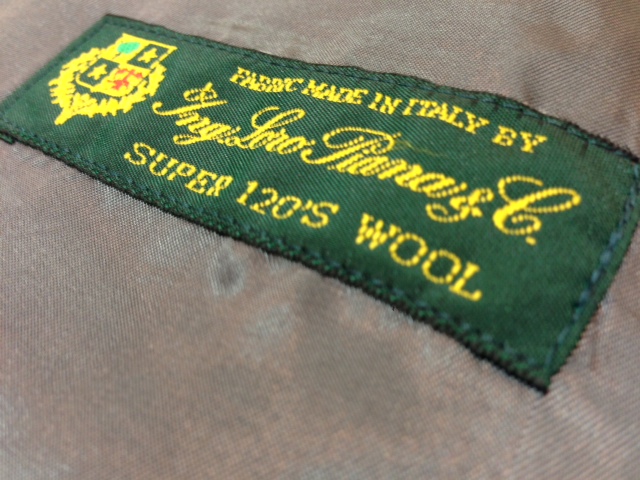 FABRIC MADE IN ITALY BY
Ing. Loro Piana & C.
SUPER 120'S WOOL